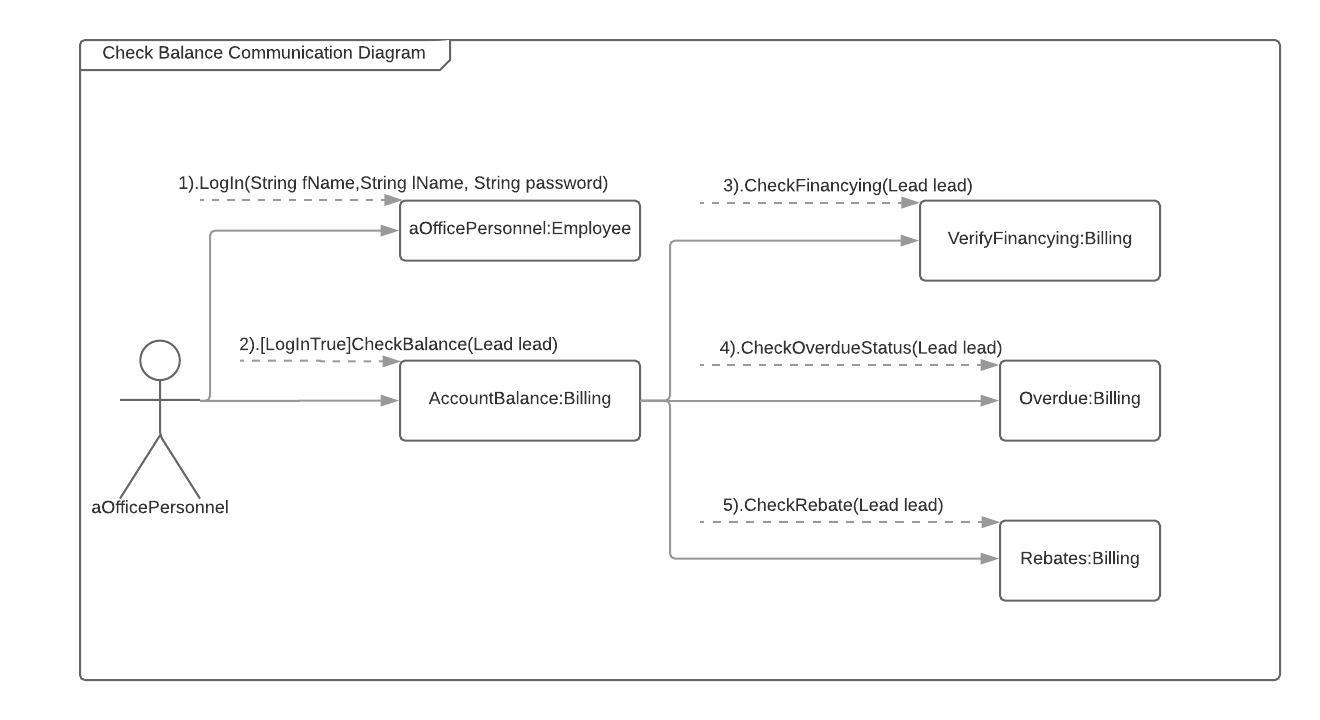 Check Balance Communication Diagram
1).LogIn(String fName,String lName, String password)
aOfficePersonnel:Employee
3).CheckFinancying(Lead lead)
VerifyFinancying:Billing
2).[LogInTrue]CheckBalance(Lead lead)
AccountBalance:Billing
4).CheckOverdueStatus(Lead lead)
Overdue:Billing
aOfficePersonnel
5).CheckRebate(Lead lead)
Rebates:Billing